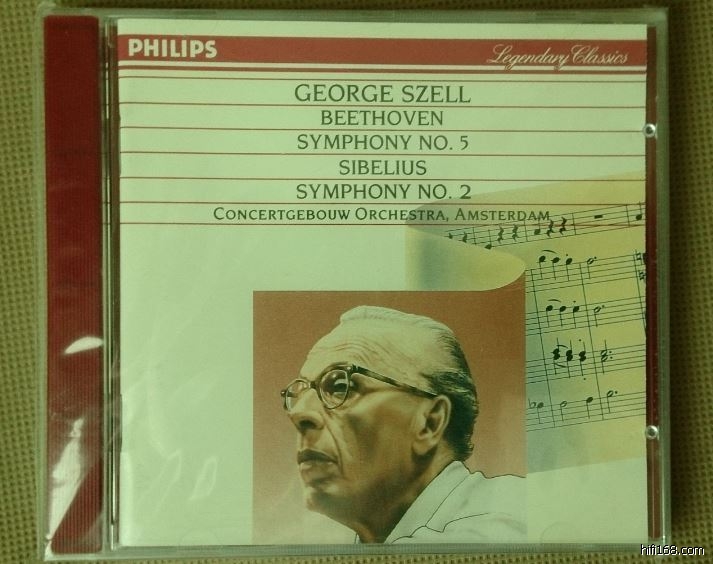 PHILIPS
Legendary Classics
GEORGE SZELL
BEETHOVEN
SYMPHONY NO. 5
SIBELIUS
SYMPHONY NO. 2
CONCERTGEBOUW ORCHESTRA, AMSTERDAM
hifi168.com